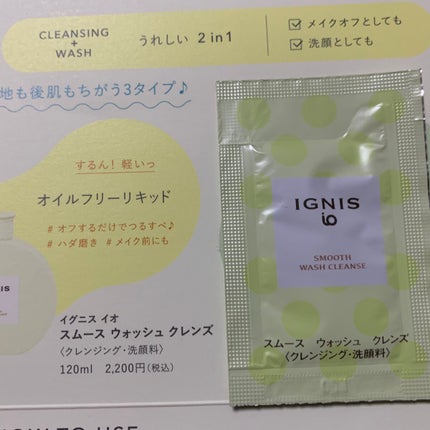 CLEANSING
+
WASH
うれしい 2 in 1
メイクオフとしても
洗顔としても
地も後肌もちがう3タイプ♪
するん! 軽いっ
オイルフリーリキッド
# オフするだけでつるすべ♪
# ハダ磨き # メイク前にも
イグニス イオ
スムース ウォッシュ クレンズ
〈クレンジング・洗顔料〉
120ml 2,200円(税込)
IGNIS
io
SMOOTH
WASH CLEANSE
スムース ウォッシュ クレンズ
〈クレンジング・洗顔料〉
NIS
HOW TO USE